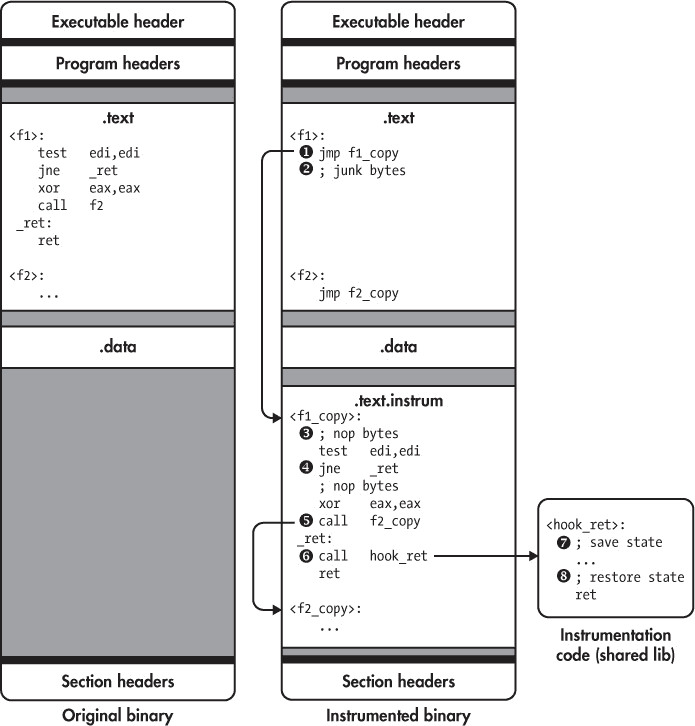 Executable header
Program headers
.text
<f1>:
test edi,edi
jne _ret
xor eax,eax
call f2
_ret:
ret
<f2>:
...
.data
Section headers
Original binary
Executable header
Program headers
.text
<f1>:
❶ jmp f1_copy
❷ ; junk bytes
<f2>:
jmp f2_copy
.data
.text.instrum
<f1_copy>:
❸ ; nop bytes
test edi,edi
❹ jne _ret
; nop bytes
xor eax,eax
❺ call f2_copy
_ret:
❻ call hook_ret
ret
<f2_copy>:
...
Section headers
Instrumented binary
<hook_ret>:
❼ ; save state
...
❽ ; restore state
ret
Instrumentation
code (shared lib)